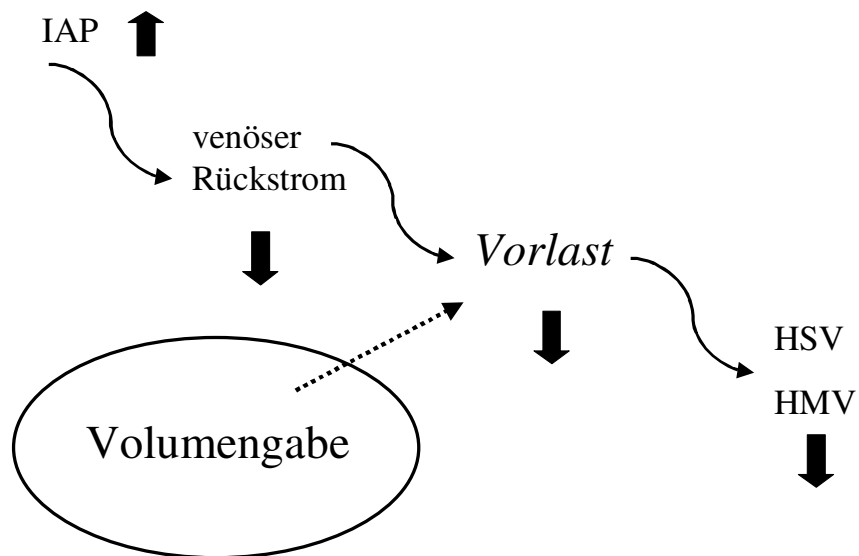 IAP
venöser
Rückstrom
Vorlast
HSV
HMV
Volumengabe